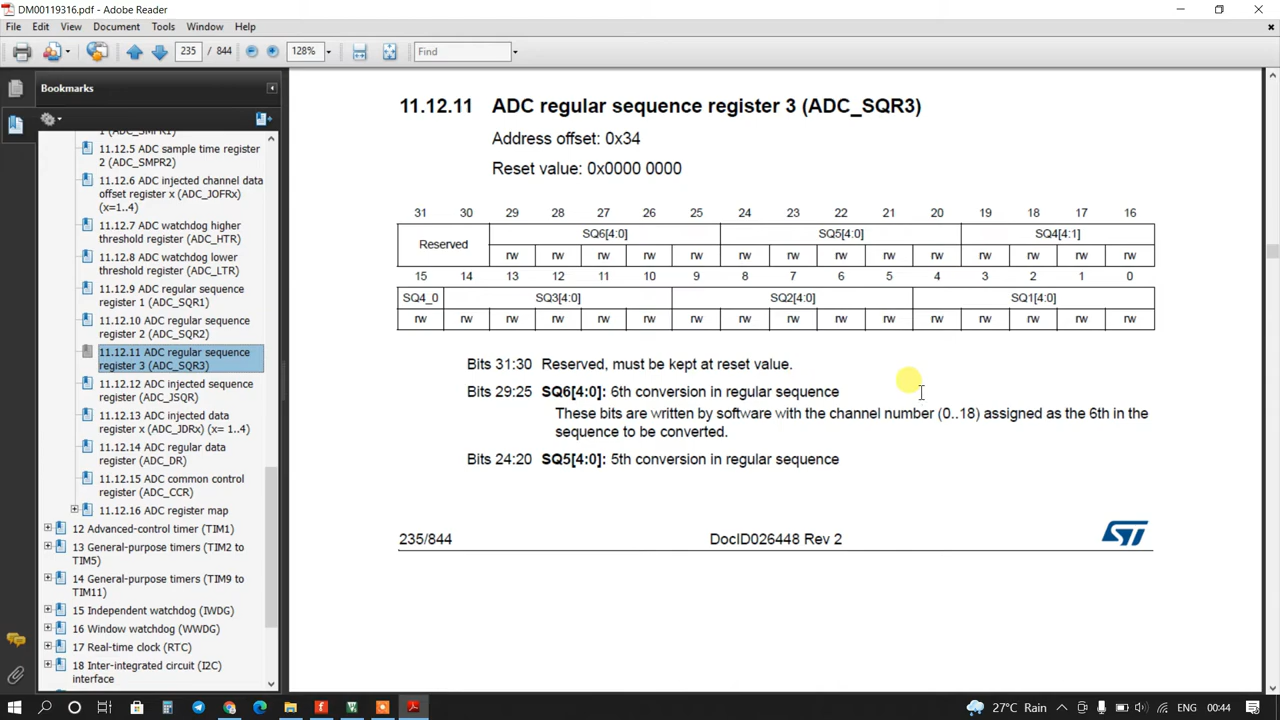 DM00119316.pdf - Adobe Reader
File Edit View Document Tools Window Help
235 / 844 128% Find
Bookmarks
1 (ADC_SMPR1)
11.12.5 ADC sample time register
2 (ADC_SMPR2)
11.12.6 ADC injected channel data
offset register x (ADC_JOFRx)
(x=1..4)
11.12.7 ADC watchdog higher
threshold register (ADC_HTR)
11.12.8 ADC watchdog lower
threshold register (ADC_LTR)
11.12.9 ADC regular sequence
register 1 (ADC_SQR1)
11.12.10 ADC regular sequence
register 2 (ADC_SQR2)
11.12.11 ADC regular sequence
register 3 (ADC_SQR3)
11.12.12 ADC injected sequence
register (ADC_JSQR)
11.12.13 ADC injected data
register x (ADC_JDRx) (x= 1..4)
11.12.14 ADC regular data
register (ADC_DR)
11.12.15 ADC common control
register (ADC_CCR)
11.12.16 ADC register map
12 Advanced-control timer (TIM1)
13 General-purpose timers (TIM2 to
TIM5)
14 General-purpose timers (TIM9 to
TIM11)
15 Independent watchdog (IWDG)
16 Window watchdog (WWDG)
17 Real-time clock (RTC)
18 Inter-integrated circuit (I2C)
interface
11.12.11 ADC regular sequence register 3 (ADC_SQR3)
Address offset: 0x34
Reset value: 0x0000 0000
31 30 29 28 27 26 25 24 23 22 21 20 19 18 17 16
Reserved SQ6[4:0] SQ5[4:0] SQ4[4:1]
rw rw rw rw rw rw rw rw rw rw rw rw rw rw
15 14 13 12 11 10 9 8 7 6 5 4 3 2 1 0
SQ4_0 SQ3[4:0] SQ2[4:0] SQ1[4:0]
rw rw rw rw rw rw rw rw rw rw rw rw rw rw rw rw
Bits 31:30 Reserved, must be kept at reset value.
Bits 29:25 SQ6[4:0]: 6th conversion in regular sequence
These bits are written by software with the channel number (0..18) assigned as the 6th in the
sequence to be converted.
Bits 24:20 SQ5[4:0]: 5th conversion in regular sequence
235/844 DocID026448 Rev 2 ST
27°C Rain ENG 00:44